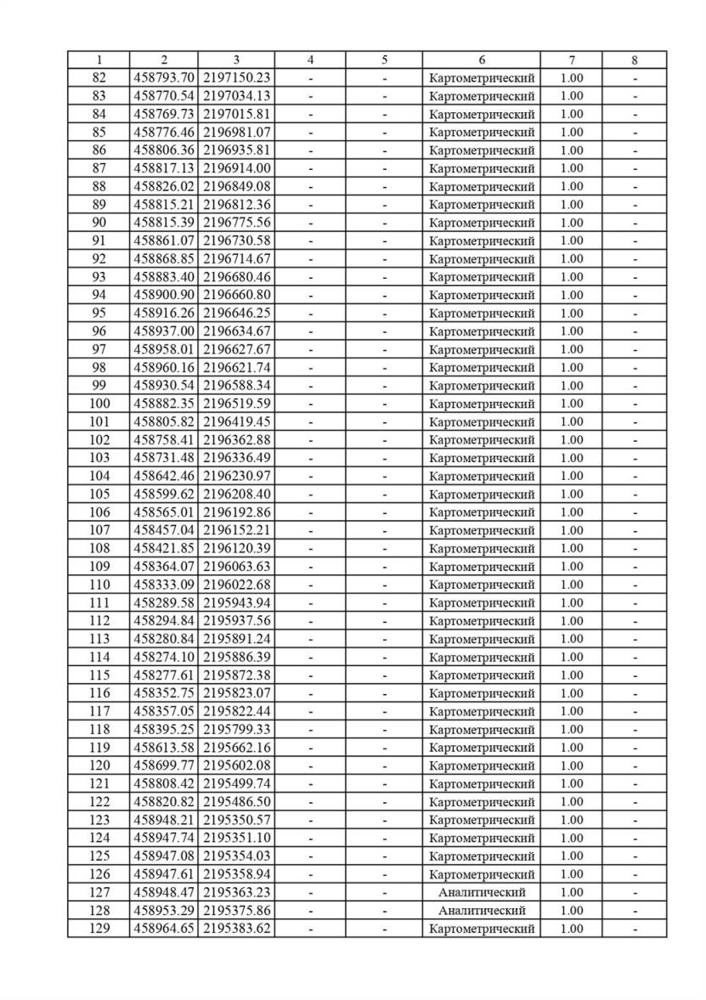 1 2 3 4 5 6 7 8
82 458793.70 2197150.23 - - Картометрический 1.00 -
83 458770.54 2197034.13 - - Картометрический 1.00 -
84 458769.73 2197015.81 - - Картометрический 1.00 -
85 458776.46 2196981.07 - - Картометрический 1.00 -
86 458806.36 2196935.81 - - Картометрический 1.00 -
87 458817.13 2196914.00 - - Картометрический 1.00 -
88 458826.02 2196849.08 - - Картометрический 1.00 -
89 458815.21 2196812.36 - - Картометрический 1.00 -
90 458815.39 2196775.56 - - Картометрический 1.00 -
91 458861.07 2196730.58 - - Картометрический 1.00 -
92 458868.85 2196714.67 - - Картометрический 1.00 -
93 458883.40 2196680.46 - - Картометрический 1.00 -
94 458900.90 2196660.80 - - Картометрический 1.00 -
95 458916.26 2196646.25 - - Картометрический 1.00 -
96 458937.00 2196634.67 - - Картометрический 1.00 -
97 458958.01 2196627.67 - - Картометрический 1.00 -
98 458960.16 2196621.74 - - Картометрический 1.00 -
99 458930.54 2196588.34 - - Картометрический 1.00 -
100 458882.35 2196519.59 - - Картометрический 1.00 -
101 458805.82 2196419.45 - - Картометрический 1.00 -
102 458758.41 2196362.88 - - Картометрический 1.00 -
103 458731.48 2196336.49 - - Картометрический 1.00 -
104 458642.46 2196230.97 - - Картометрический 1.00 -
105 458599.62 2196208.40 - - Картометрический 1.00 -
106 458565.01 2196192.86 - - Картометрический 1.00 -
107 458457.04 2196152.21 - - Картометрический 1.00 -
108 458421.85 2196120.39 - - Картометрический 1.00 -
109 458364.07 2196063.63 - - Картометрический 1.00 -
110 458333.09 2196022.68 - - Картометрический 1.00 -
111 458289.58 2195943.94 - - Картометрический 1.00 -
112 458294.84 2195937.56 - - Картометрический 1.00 -
113 458280.84 2195891.24 - - Картометрический 1.00 -
114 458274.10 2195886.39 - - Картометрический 1.00 -
115 458277.61 2195872.38 - - Картометрический 1.00 -
116 458352.75 2195823.07 - - Картометрический 1.00 -
117 458357.05 2195822.44 - - Картометрический 1.00 -
118 458395.25 2195799.33 - - Картометрический 1.00 -
119 458613.58 2195662.16 - - Картометрический 1.00 -
120 458699.77 2195602.08 - - Картометрический 1.00 -
121 458808.42 2195499.74 - - Картометрический 1.00 -
122 458820.82 2195486.50 - - Картометрический 1.00 -
123 458948.21 2195350.57 - - Картометрический 1.00 -
124 458947.74 2195351.10 - - Картометрический 1.00 -
125 458947.08 2195354.03 - - Картометрический 1.00 -
126 458947.61 2195358.94 - - Картометрический 1.00 -
127 458948.47 2195363.23 - - Аналитический 1.00 -
128 458953.29 2195375.86 - - Аналитический 1.00 -
129 458964.65 2195383.62 - - Картометрический 1.00 -